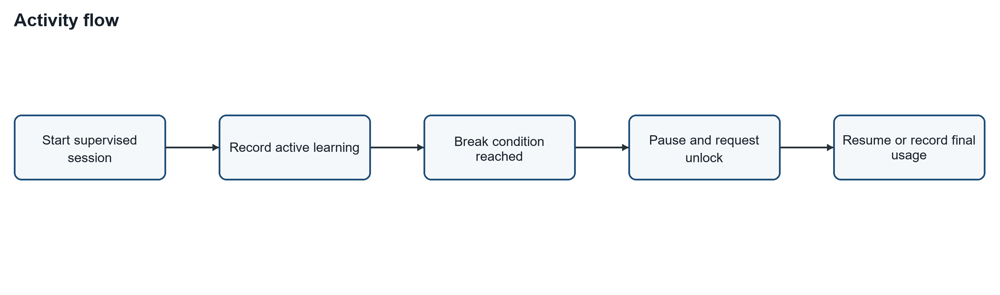 Activity flow
Start supervised
session
Record active learning
Break condition
reached
Pause and request
unlock
Resume or record final
usage